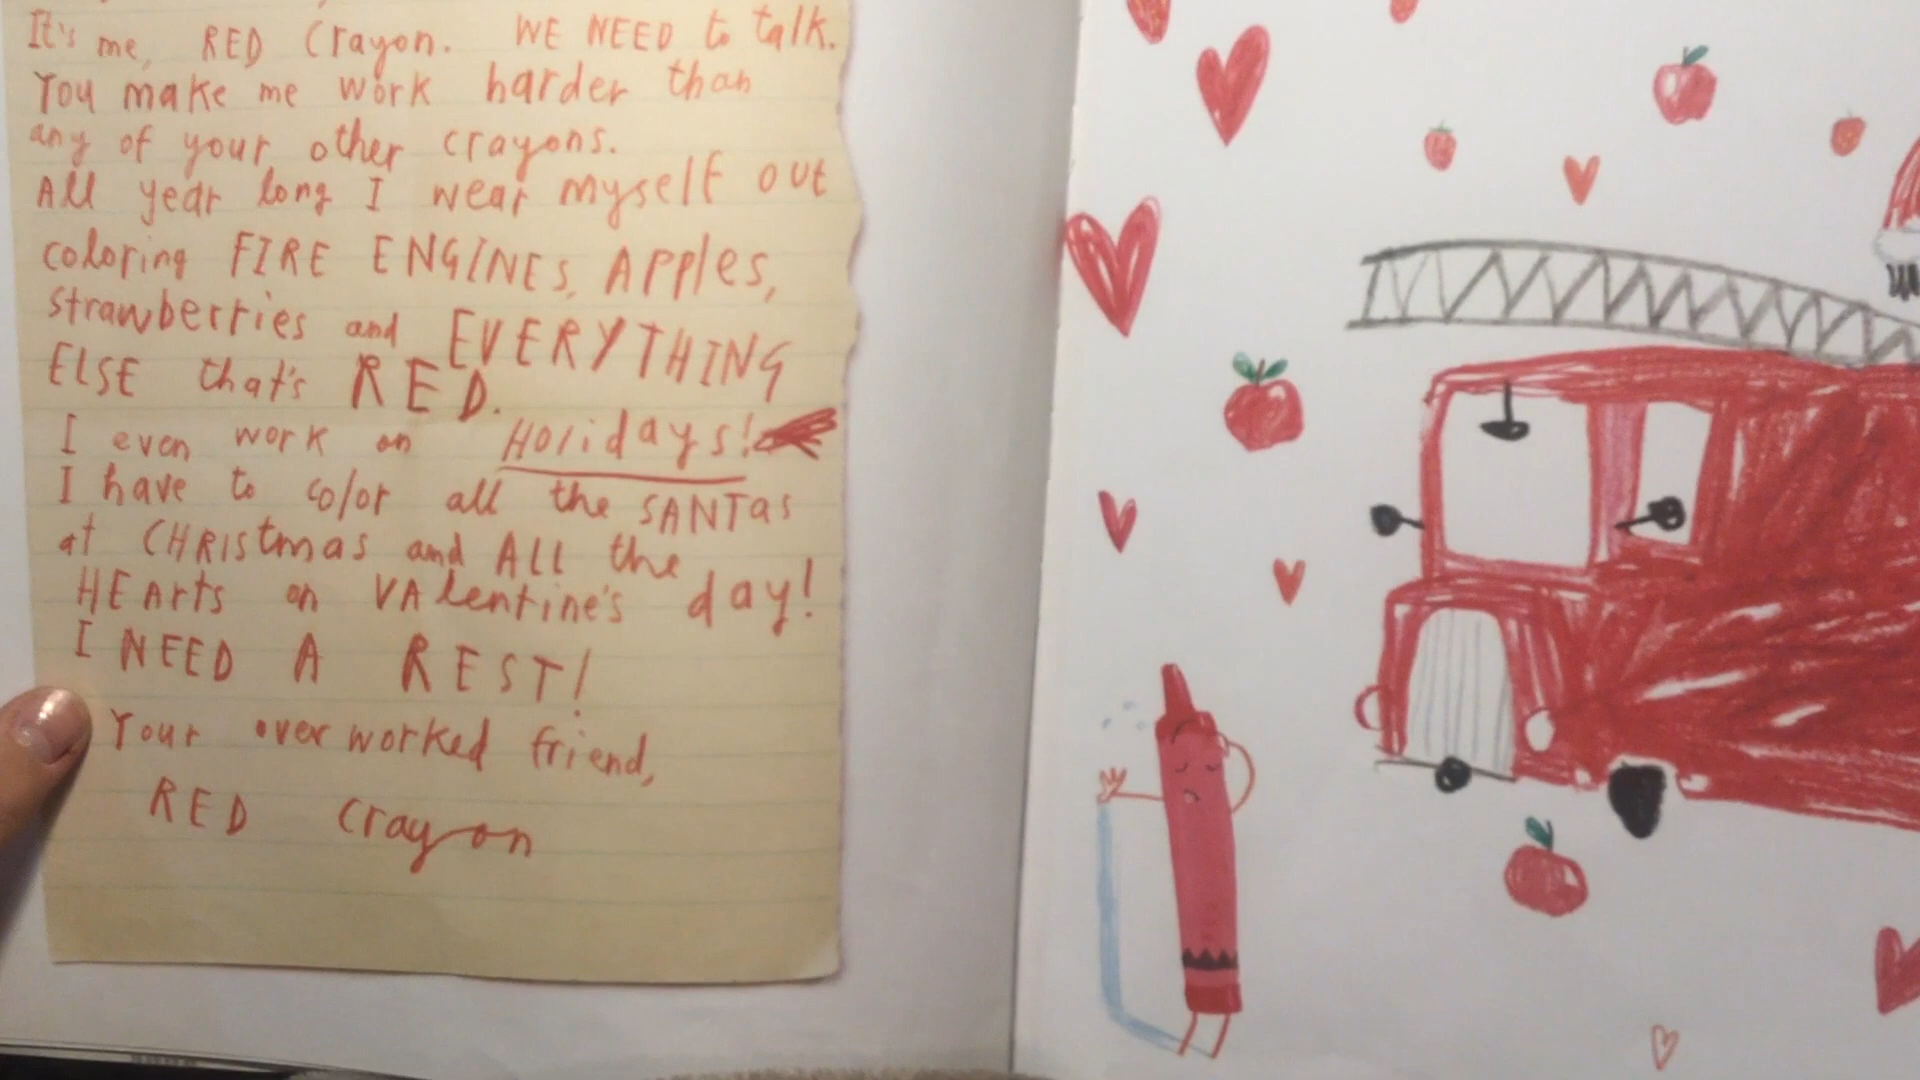 It's me, RED Crayon. WE NEED to talk.
You make me work harder than
any of your other crayons.
All year long I wear myself out
coloring FIRE ENGINES, APPles,
strawberries and EVERYTHING
ELSE that's RED.
I even work on Holidays!
I have to color all the SANTAs
at CHRIStmas and ALL the
HEArts on VAlentine's day!
I NEED A REST!
Your overworked friend,
RED Crayon